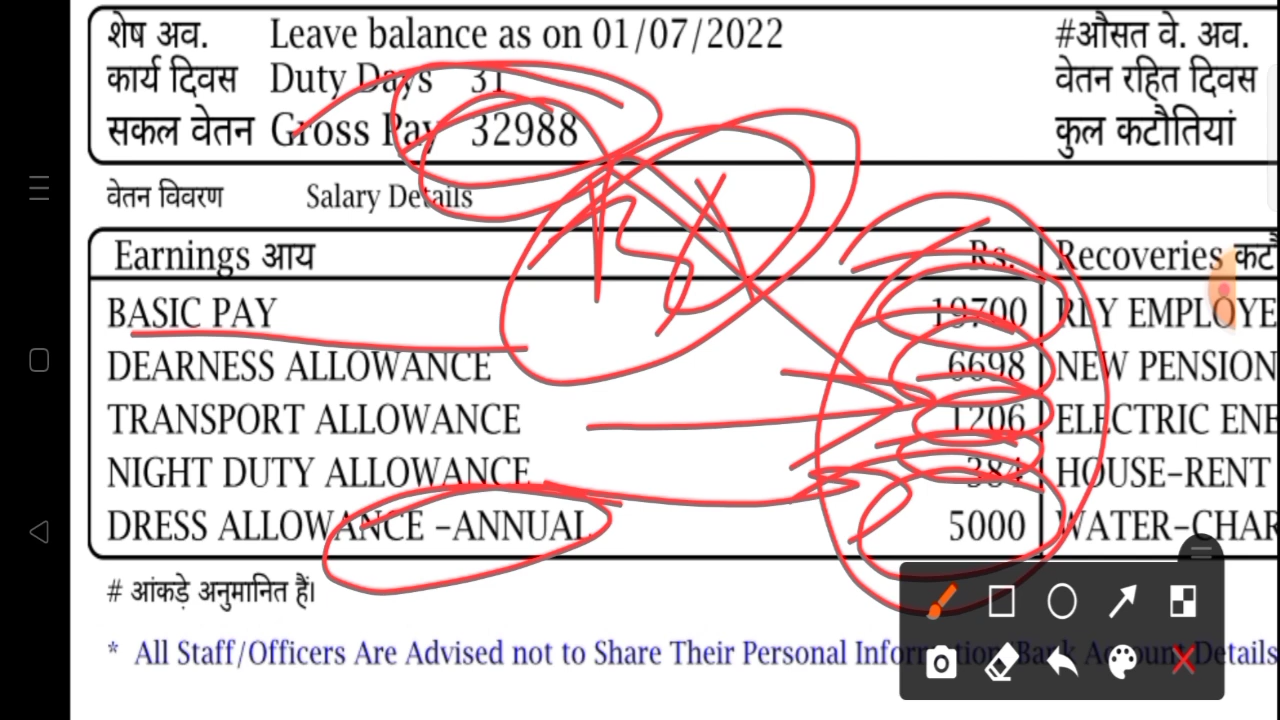 शेष अव. Leave balance as on 01/07/2022 #औसत वे. अव.
कार्य दिवस Duty Days 31 वेतन रहित दिवस
सकल वेतन Gross Pay 32988 कुल कटौतियां
वेतन विवरण Salary Details
Earnings आय Rs. Recoveries
BASIC PAY 19700 RLY EMPLOYE
DEARNESS ALLOWANCE 6698 NEW PENSION
TRANSPORT ALLOWANCE 1206 ELECTRIC ENE
NIGHT DUTY ALLOWANCE 384 HOUSE-RENT
DRESS ALLOWANCE -ANNUAL 5000 WATER-CHAR
# आंकड़े अनुमानित हैं।
* All Staff/Officers Are Advised not to Share Their Personal Information Bank Account Details